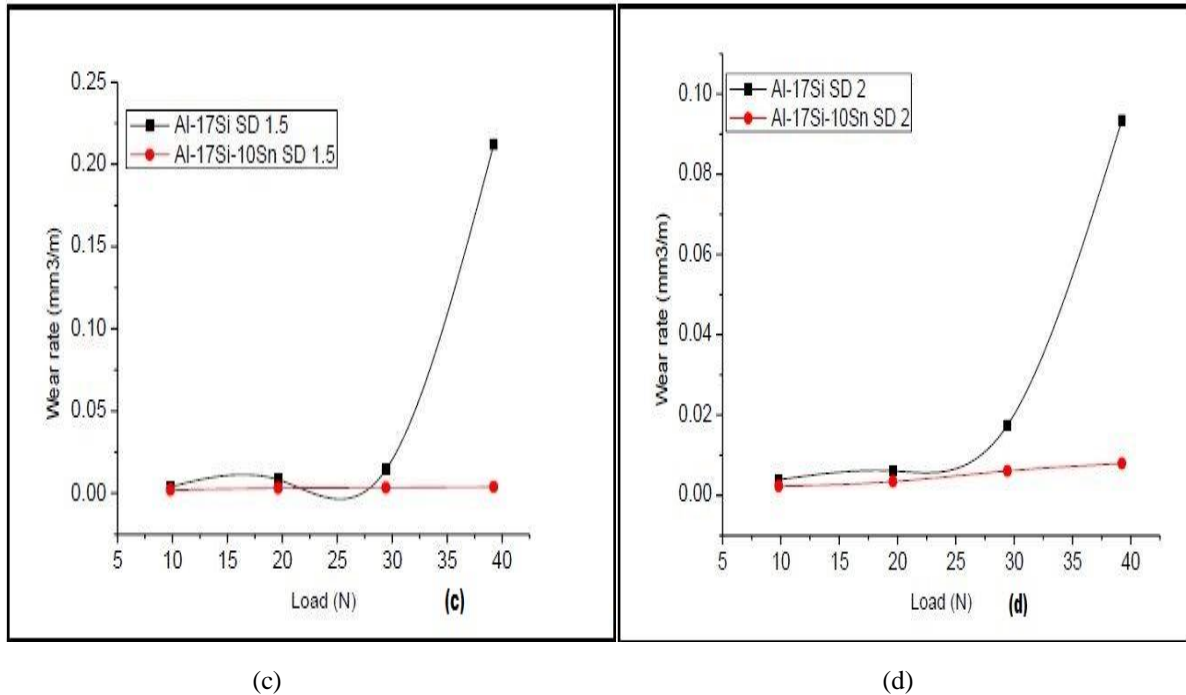 0.25
0.20
0.15
0.10
0.05
0.00
Wear rate (mm3/m)
Al-17Si SD 1.5
Al-17Si-10Sn SD 1.5
5 10 15 20 25 30 35 40
Load (N) (c)
0.10
0.08
0.06
0.04
0.02
0.00
Wear rate (mm3/m)
Al-17Si SD 2
Al-17Si-10Sn SD 2
5 10 15 20 25 30 35 40
Load (N) (d)
(c) (d)